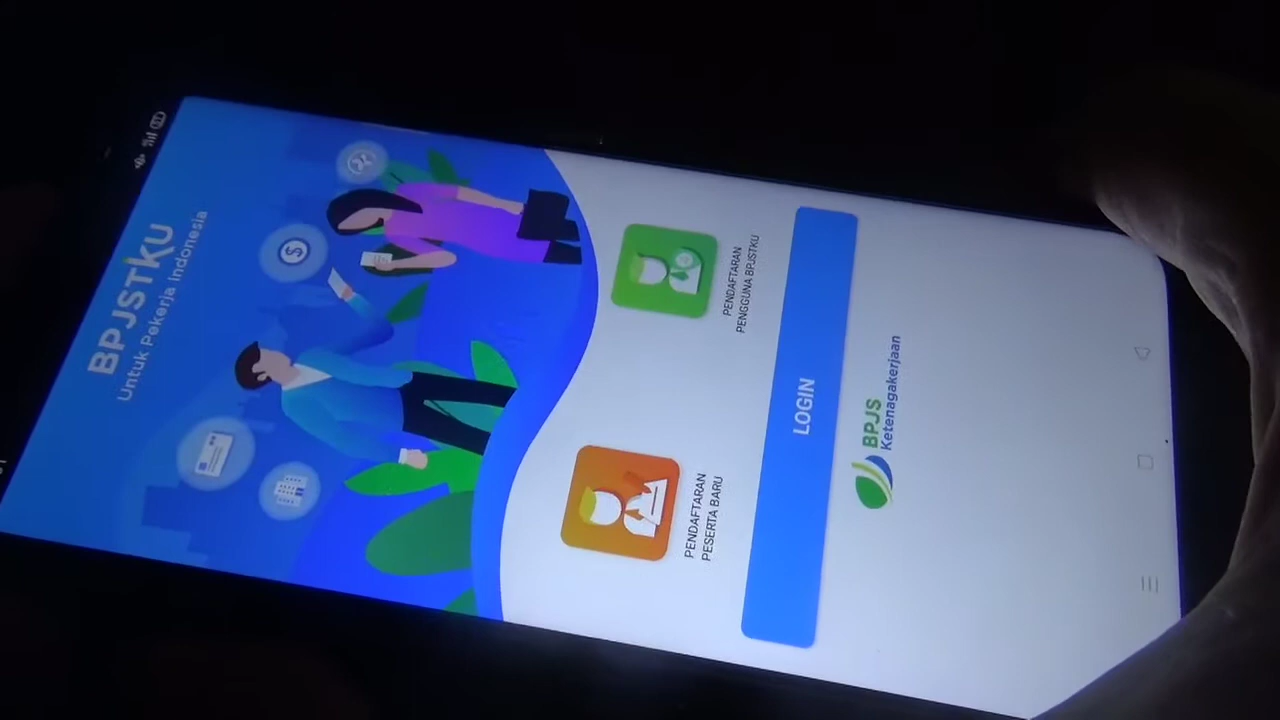 BPJSTKU
Untuk Pekerja Indonesia
PENDAFTARAN
PESERTA BARU
PENDAFTARAN
PENGGUNA BPJSTKU
LOGIN
BPJS
Ketenagakerjaan